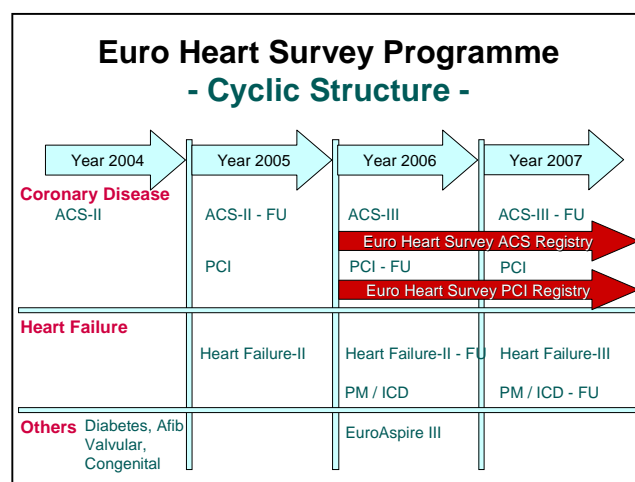 Euro Heart Survey Programme
- Cyclic Structure -
Year 2004 Year 2005 Year 2006 Year 2007
Coronary Disease
ACS-II ACS-II - FU ACS-III ACS-III - FU
Euro Heart Survey ACS Registry
PCI PCI - FU PCI
Euro Heart Survey PCI Registry
Heart Failure
Heart Failure-II Heart Failure-II - FU Heart Failure-III
PM / ICD PM / ICD - FU
Others Diabetes, Afib EuroAspire III
Valvular,
Congenital